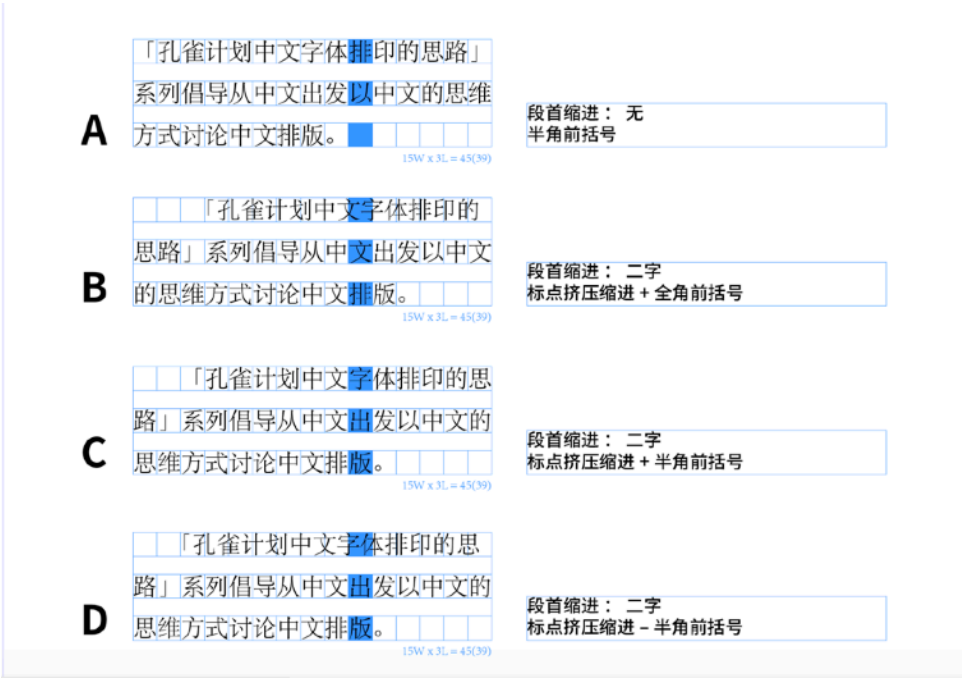 「孔雀计划中文字体排印的思路」
系列倡导从中文出发以中文的思维
方式讨论中文排版。
15W x 3L = 45(39)
A
段首缩进： 无
半角前括号
「孔雀计划中文字体排印的
思路」系列倡导从中文出发以中文
的思维方式讨论中文排版。
15W x 3L = 45(39)
B
段首缩进： 二字
标点挤压缩进 + 全角前括号
「孔雀计划中文字体排印的思
路」系列倡导从中文出发以中文的
思维方式讨论中文排版。
15W x 3L = 45(39)
C
段首缩进： 二字
标点挤压缩进 + 半角前括号
「孔雀计划中文字体排印的思
路」系列倡导从中文出发以中文的
思维方式讨论中文排版。
15W x 3L = 45(39)
D
段首缩进： 二字
标点挤压缩进 – 半角前括号